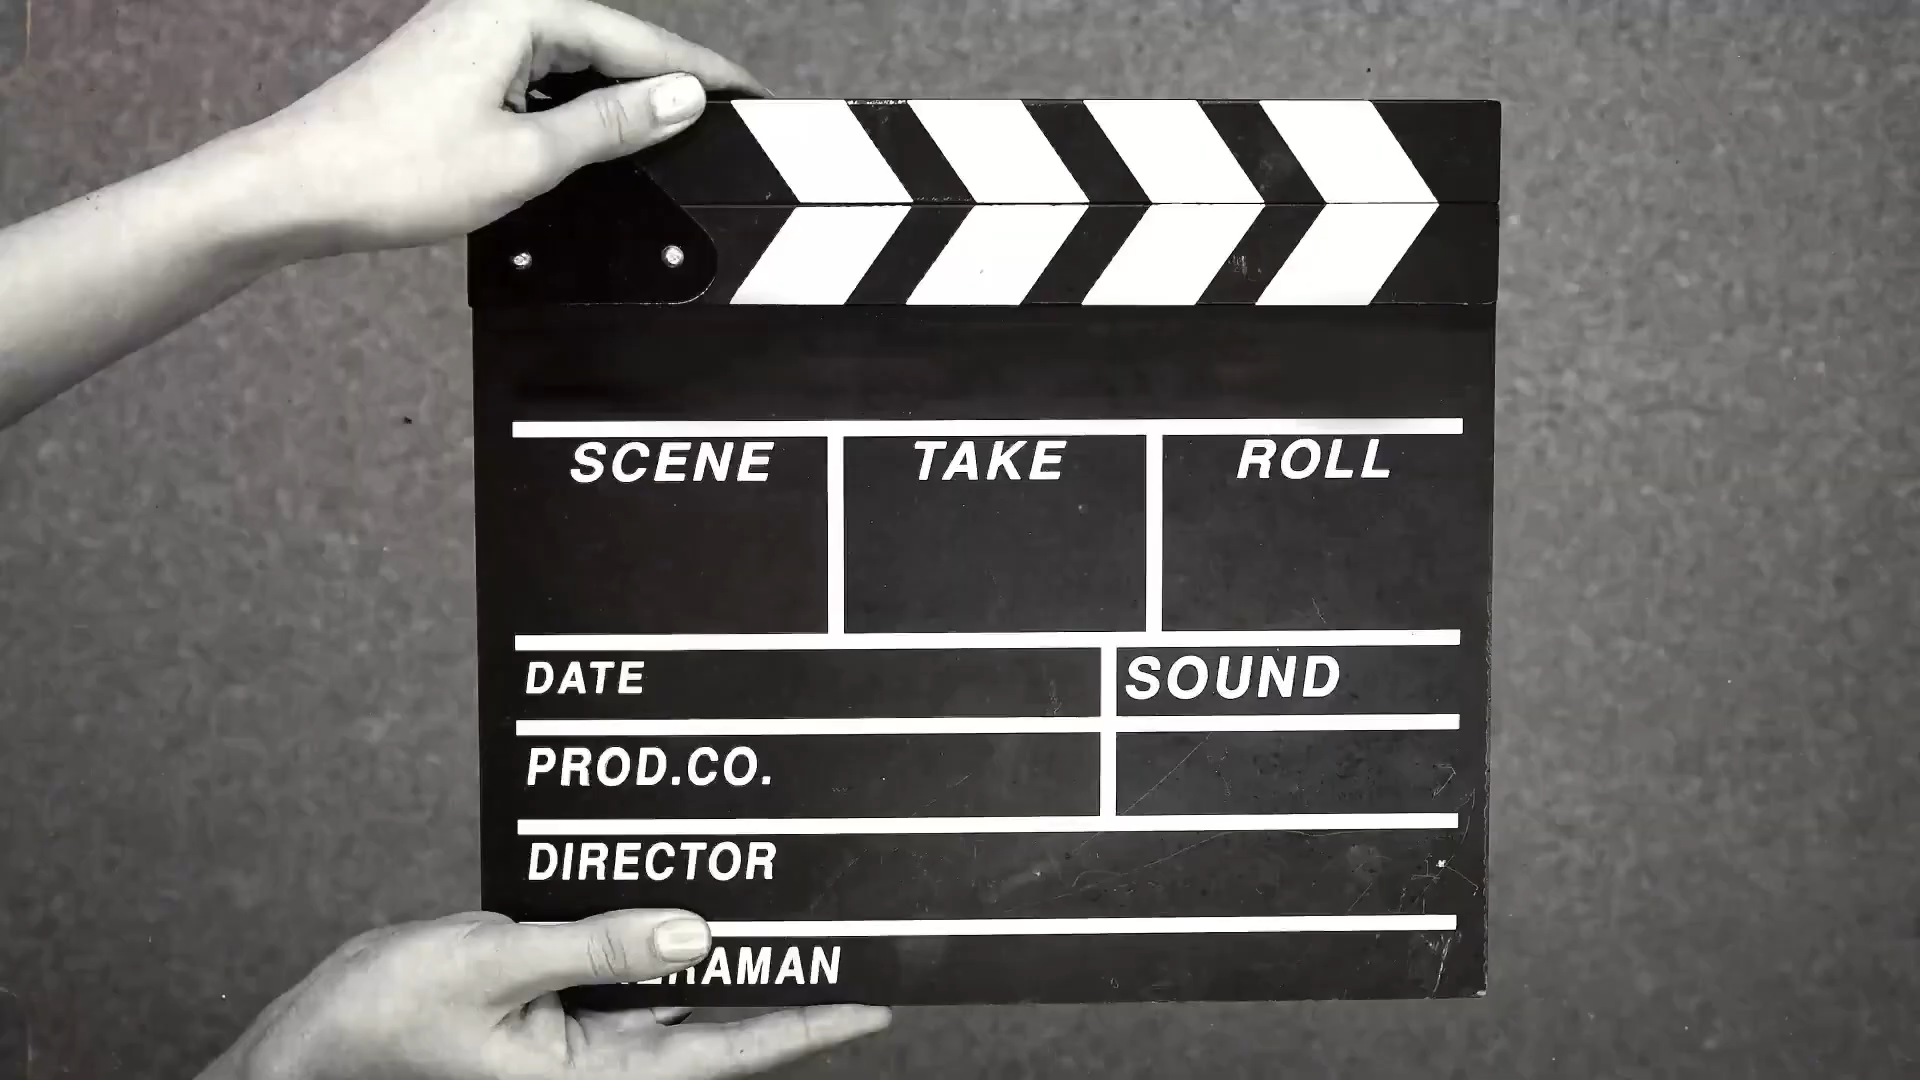 SCENE TAKE ROLL
DATE SOUND
PROD.CO.
DIRECTOR